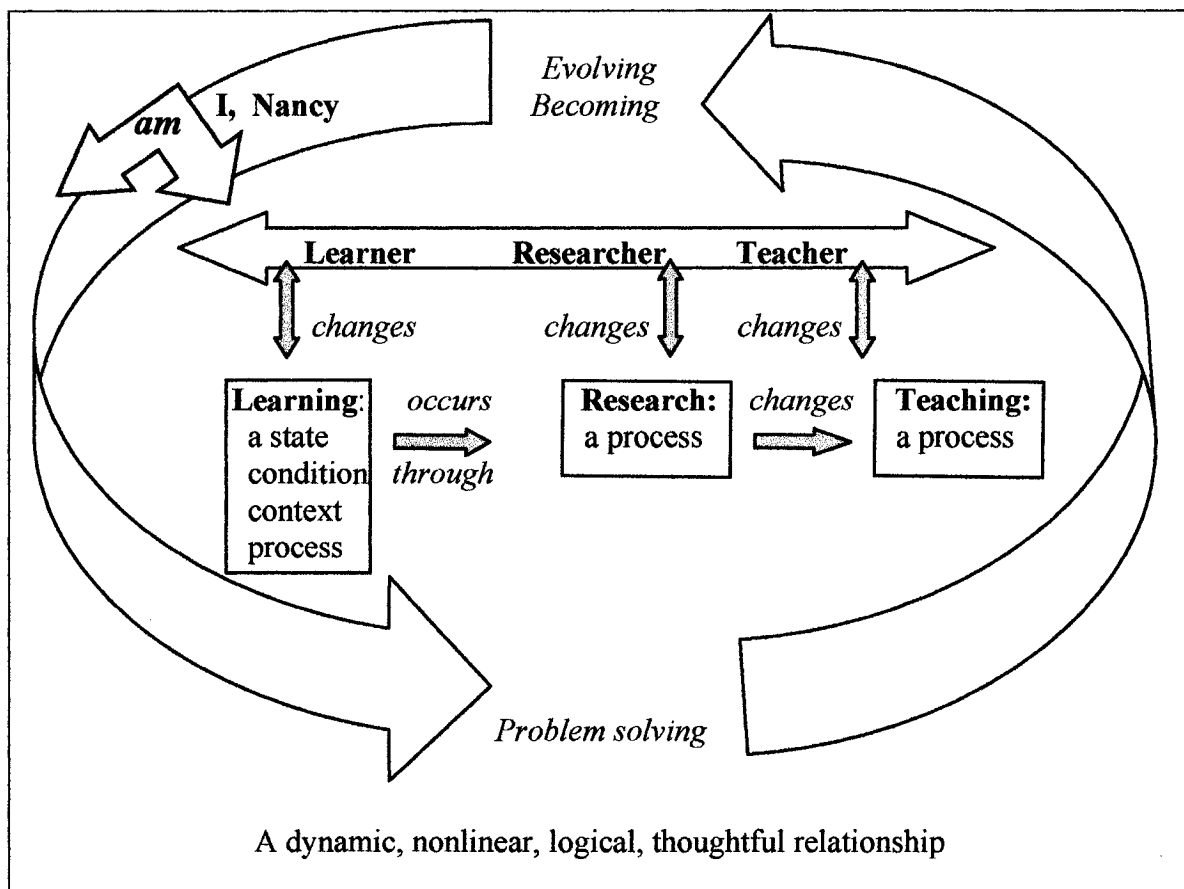 Evolving
Becoming
I, Nancy
am
Learner Researcher Teacher
changes changes changes
Learning: occurs Research: changes Teaching:
a state a process a process
condition through
context
process
Problem solving
A dynamic, nonlinear, logical, thoughtful relationship